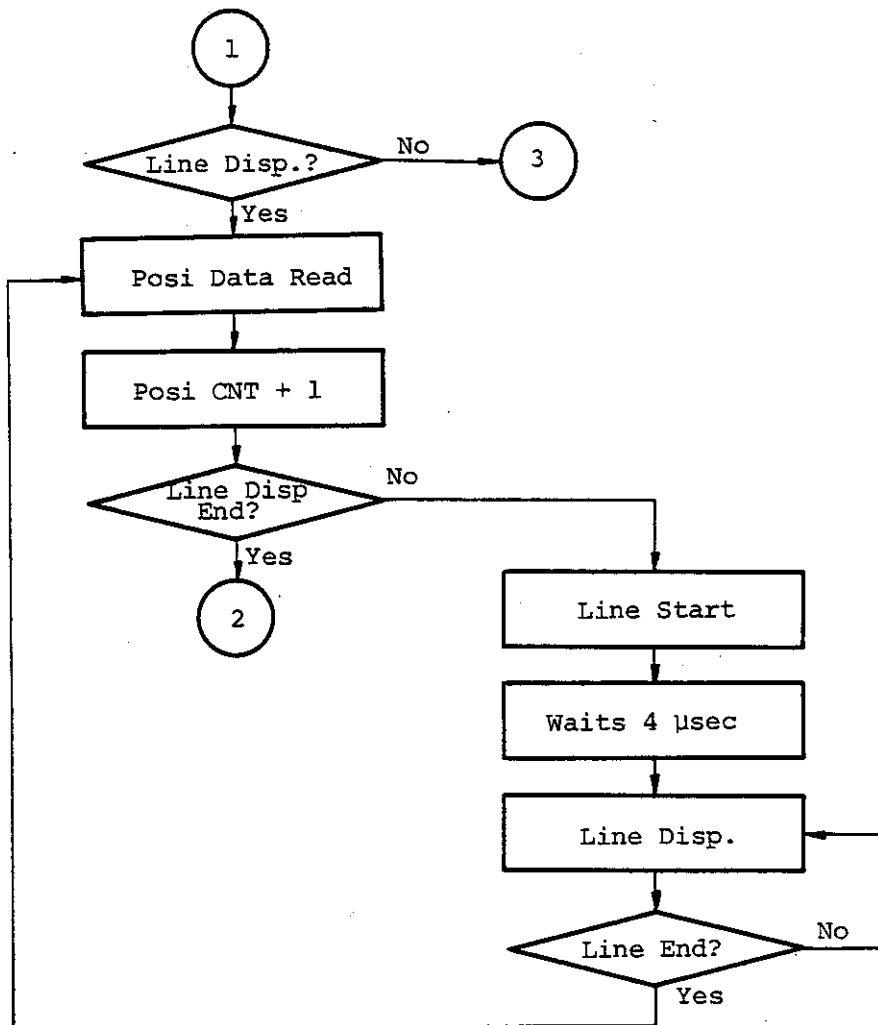 1
Line Disp.?
No
3
Yes
Posi Data Read
Posi CNT + 1
Line Disp
End?
No
Yes
2
Line Start
Waits 4 µsec
Line Disp.
Line End?
No
Yes